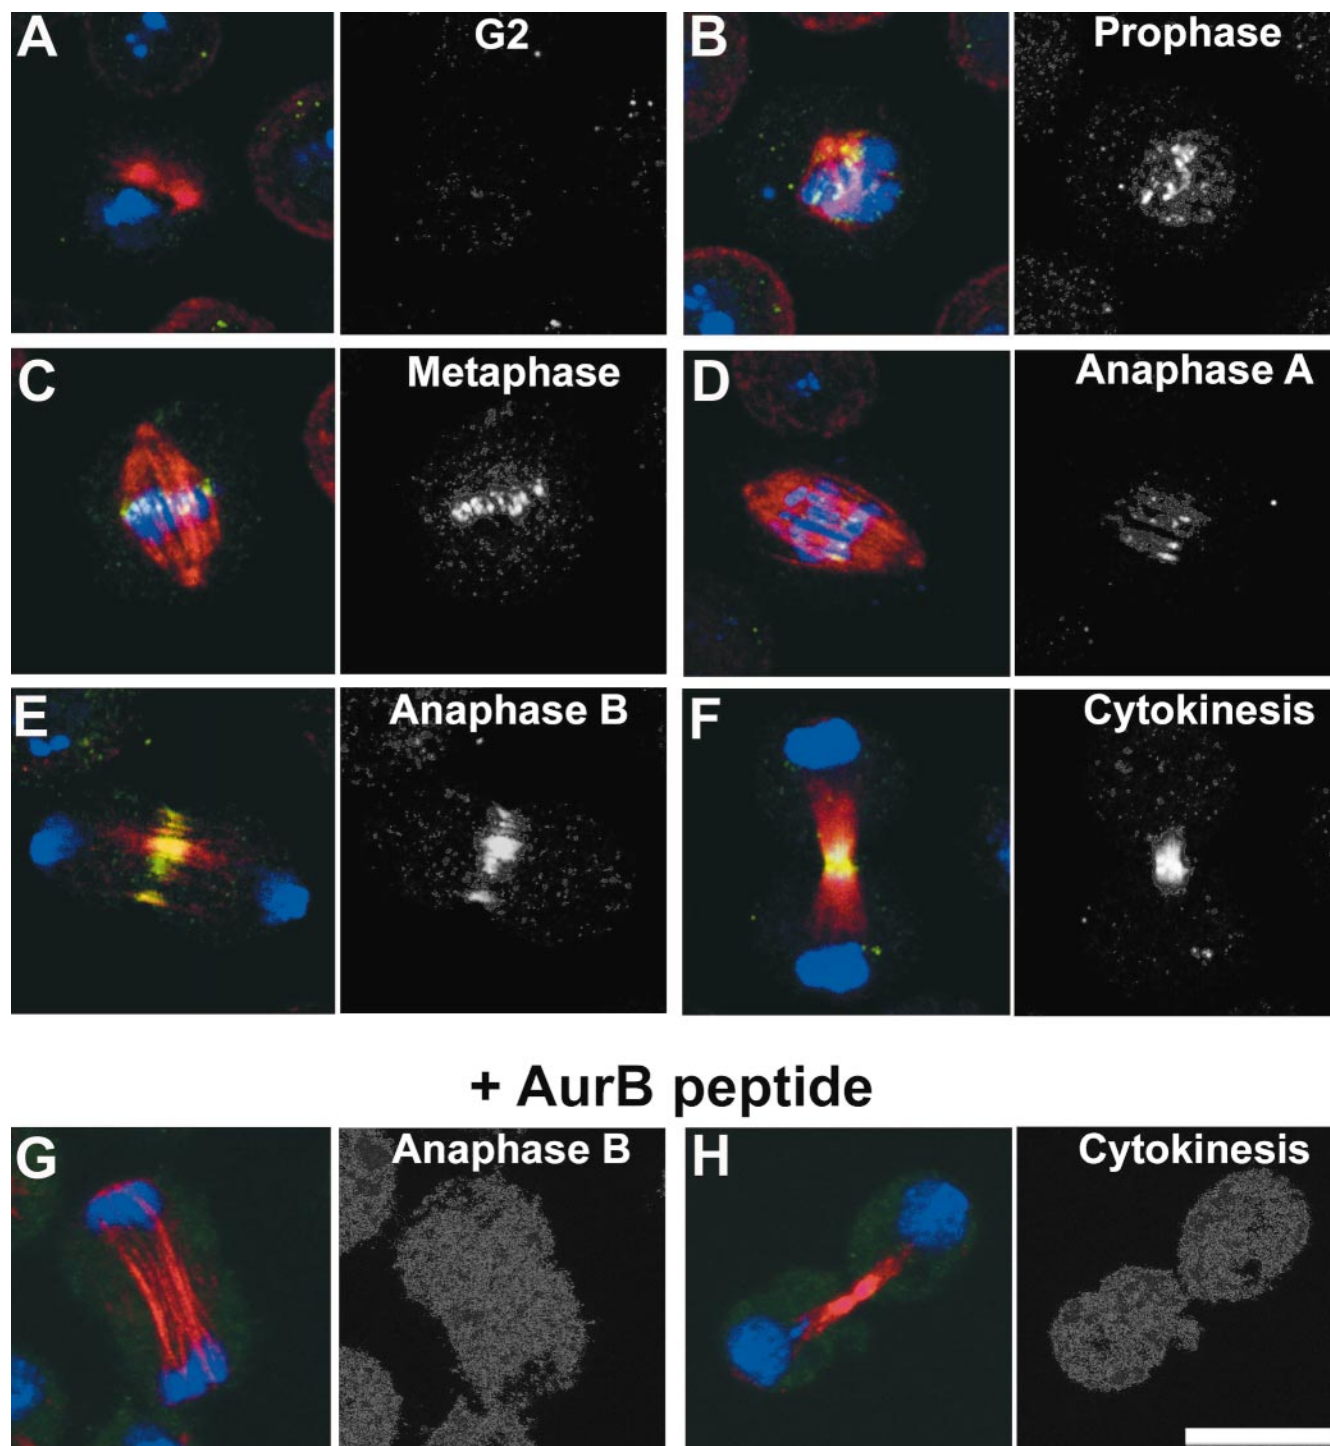 A G2
B Prophase
C Metaphase
D Anaphase A
E Anaphase B
F Cytokinesis
+ AurB peptide
G Anaphase B
H Cytokinesis